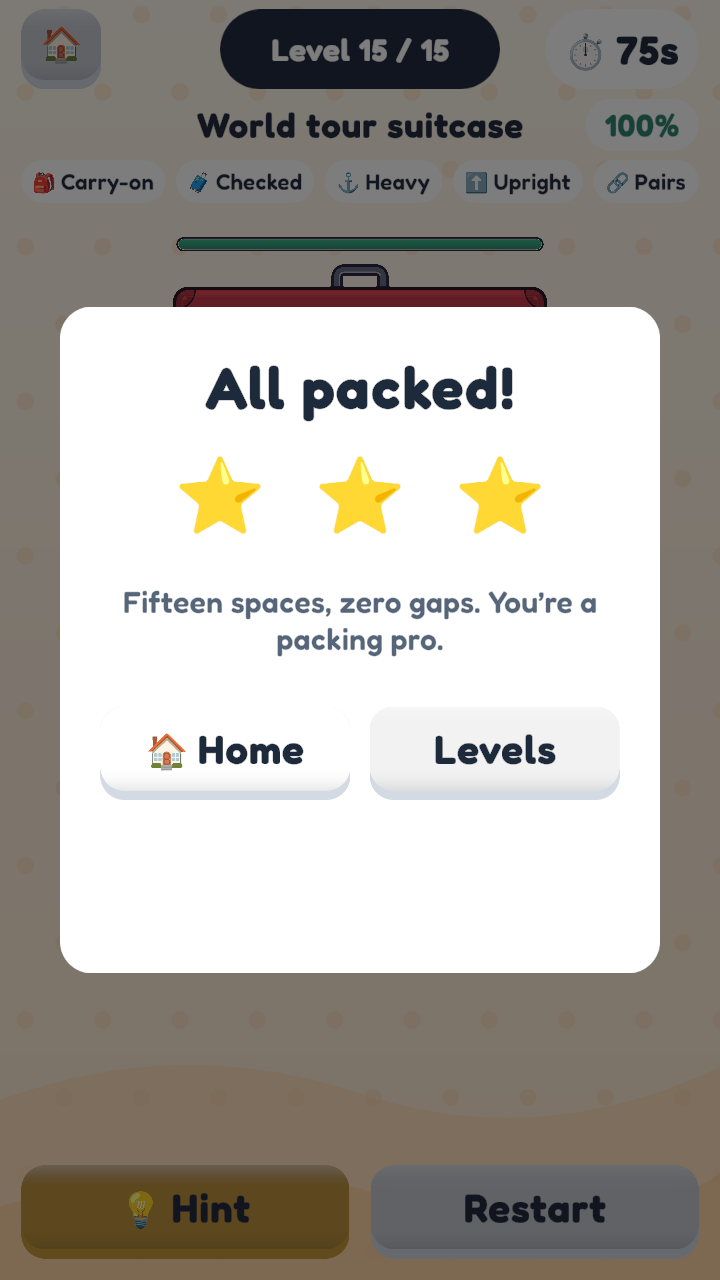 Level 15 / 15
75s
World tour suitcase
100%
Carry-on
Checked
Heavy
Upright
Pairs
All packed!
Fifteen spaces, zero gaps. You’re a
packing pro.
Home
Levels
Hint
Restart